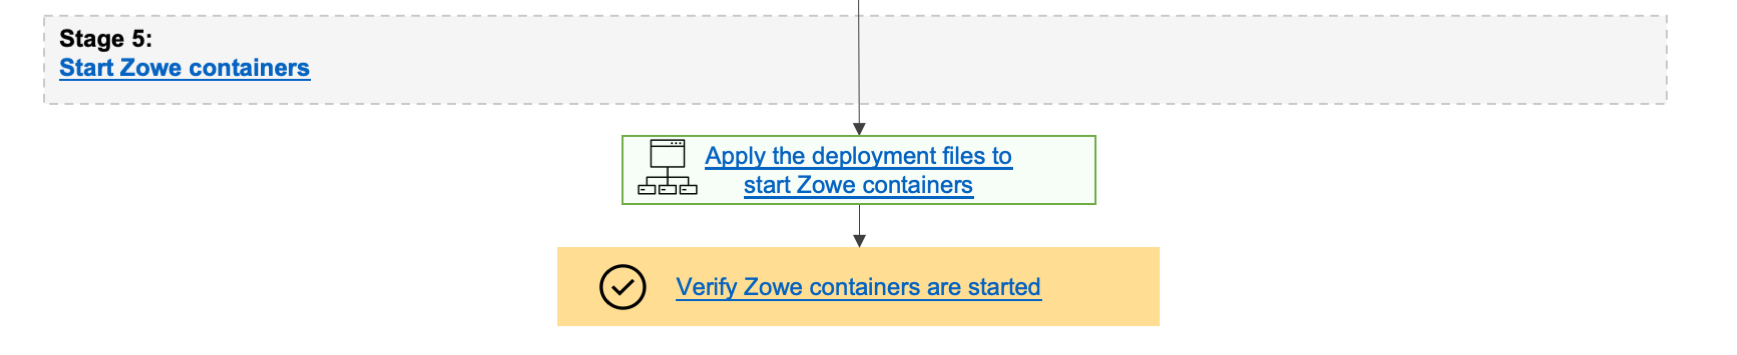 Stage 5:
Start Zowe containers
Apply the deployment files to
start Zowe containers
Verify Zowe containers are started